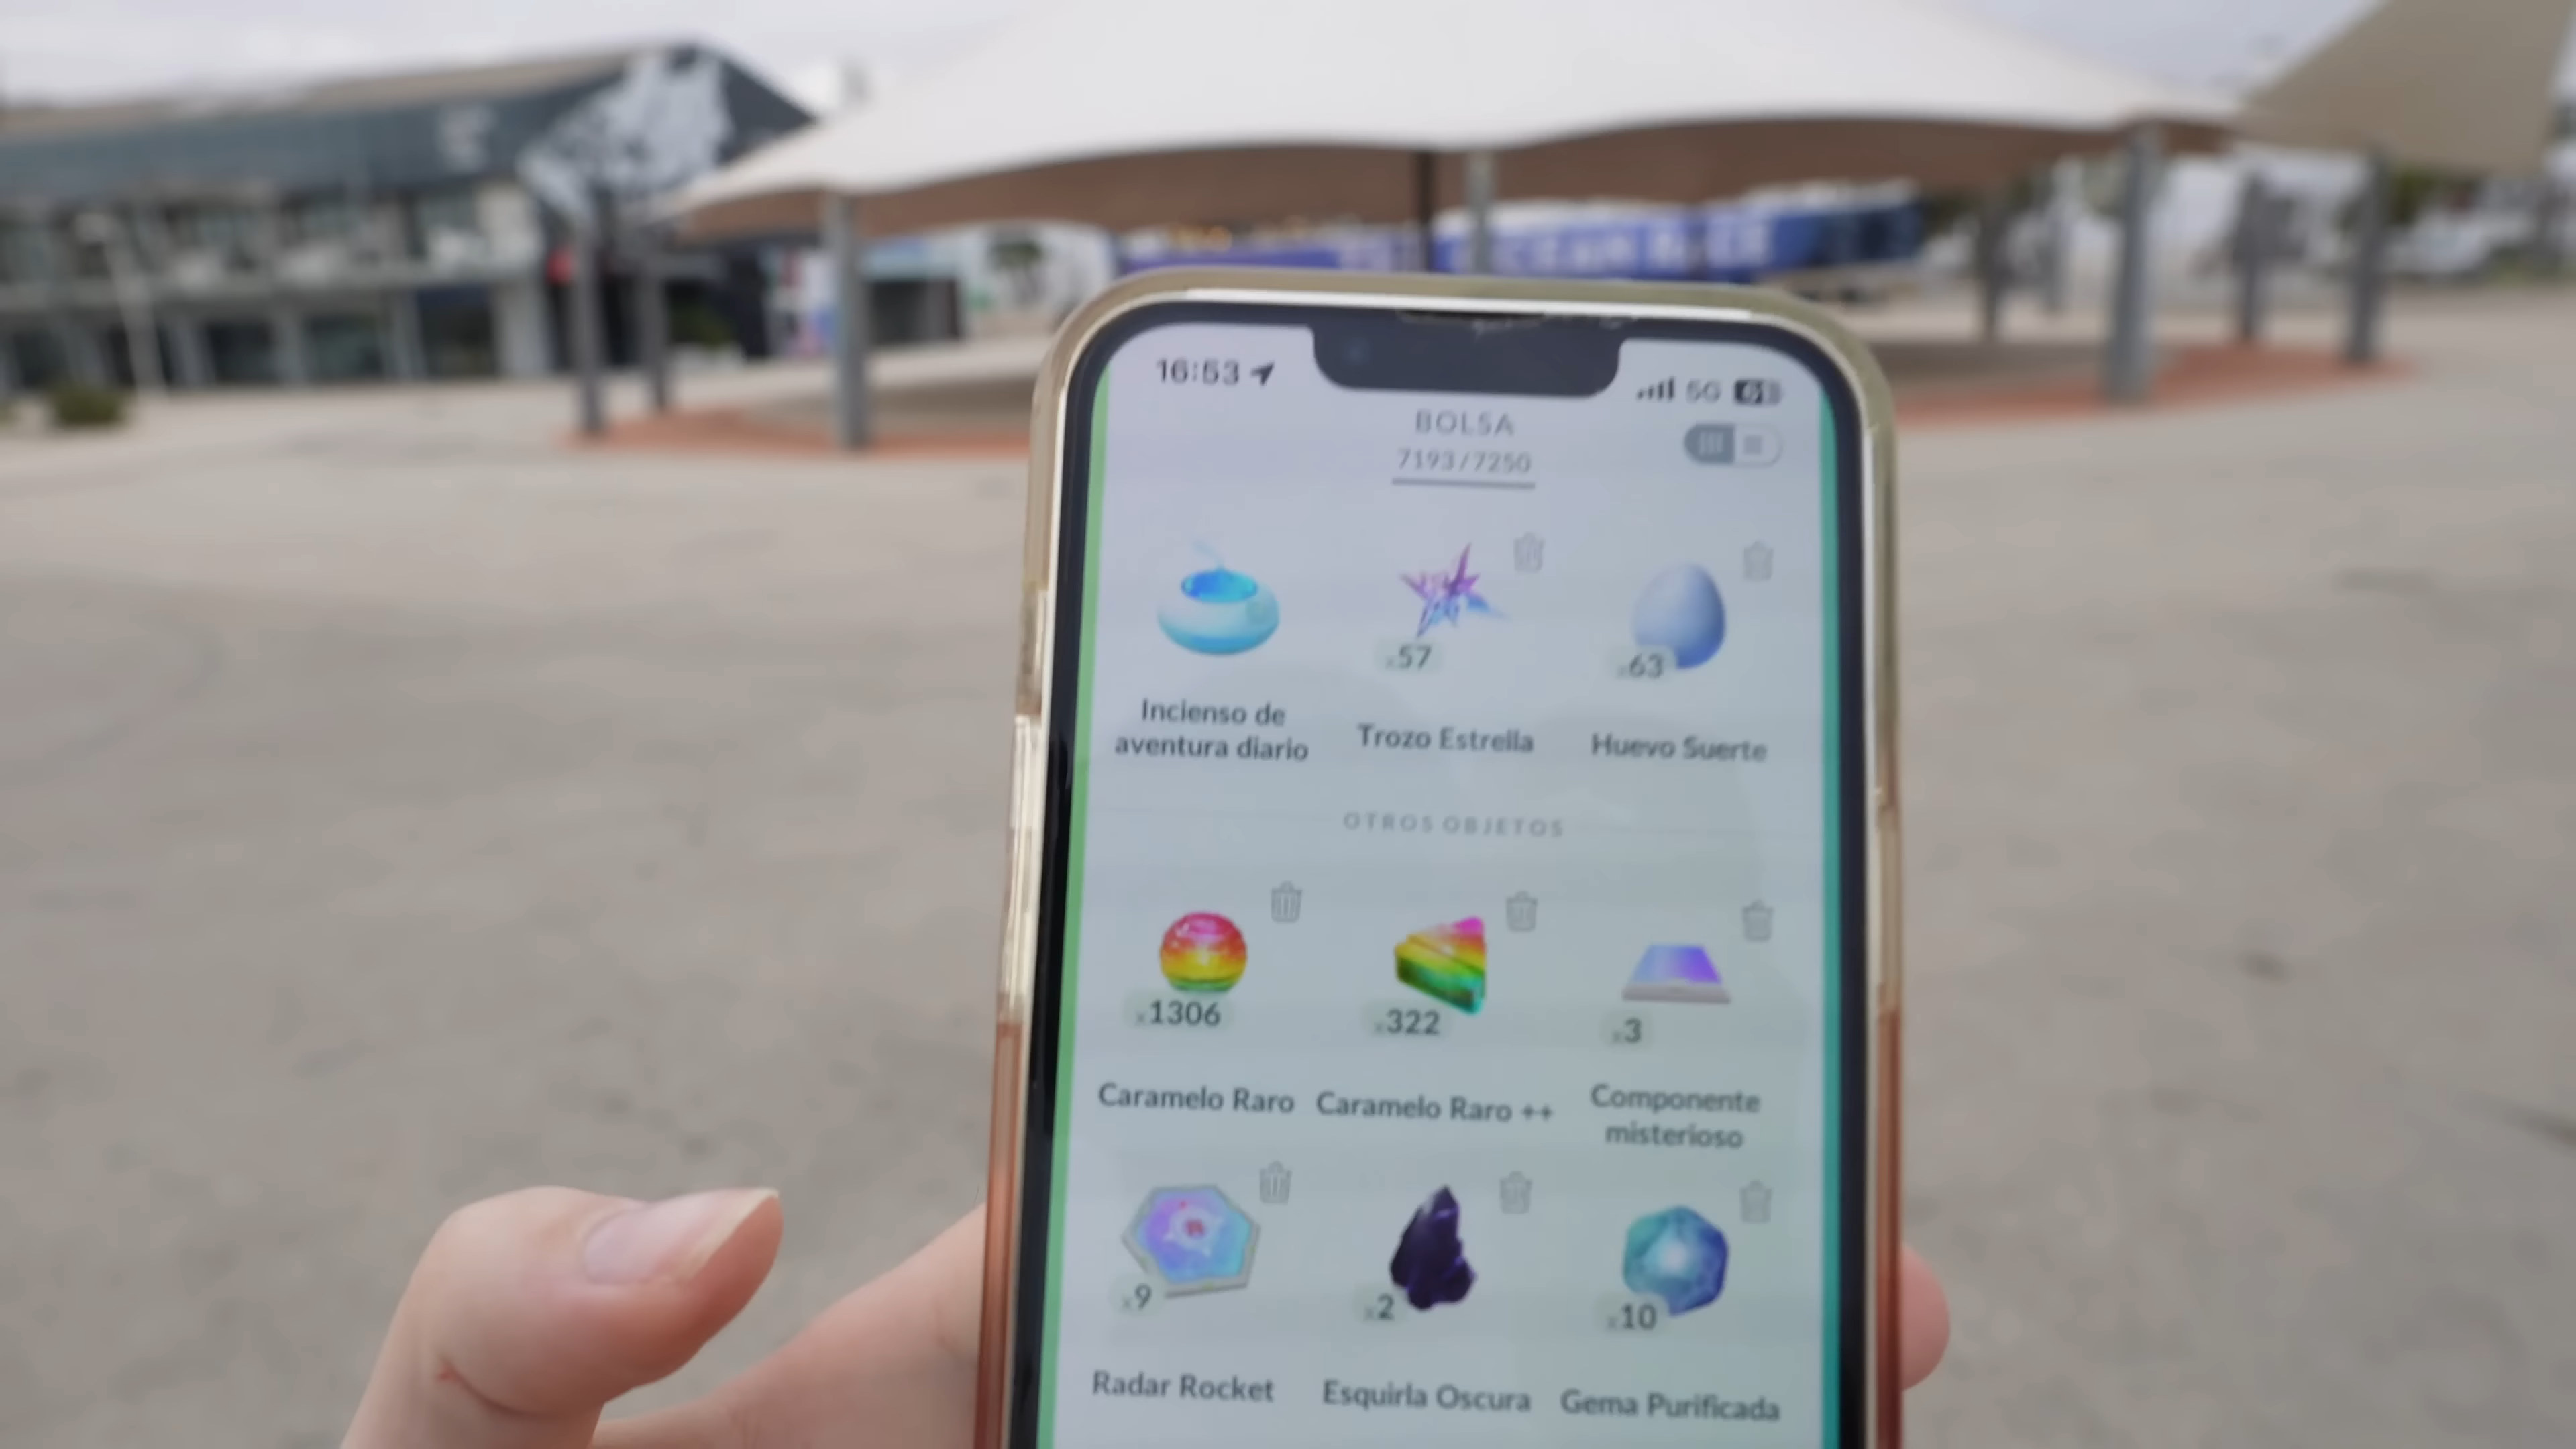 16:53
5G
BOLSA
7193/7250
x57
x63
Incienso de
aventura diario
Trozo Estrella
Huevo Suerte
OTROS OBJETOS
x1306
x322
x3
Caramelo Raro
Caramelo Raro ++
Componente
misterioso
x9
x2
x10
Radar Rocket
Esquirla Oscura
Gema Purificada